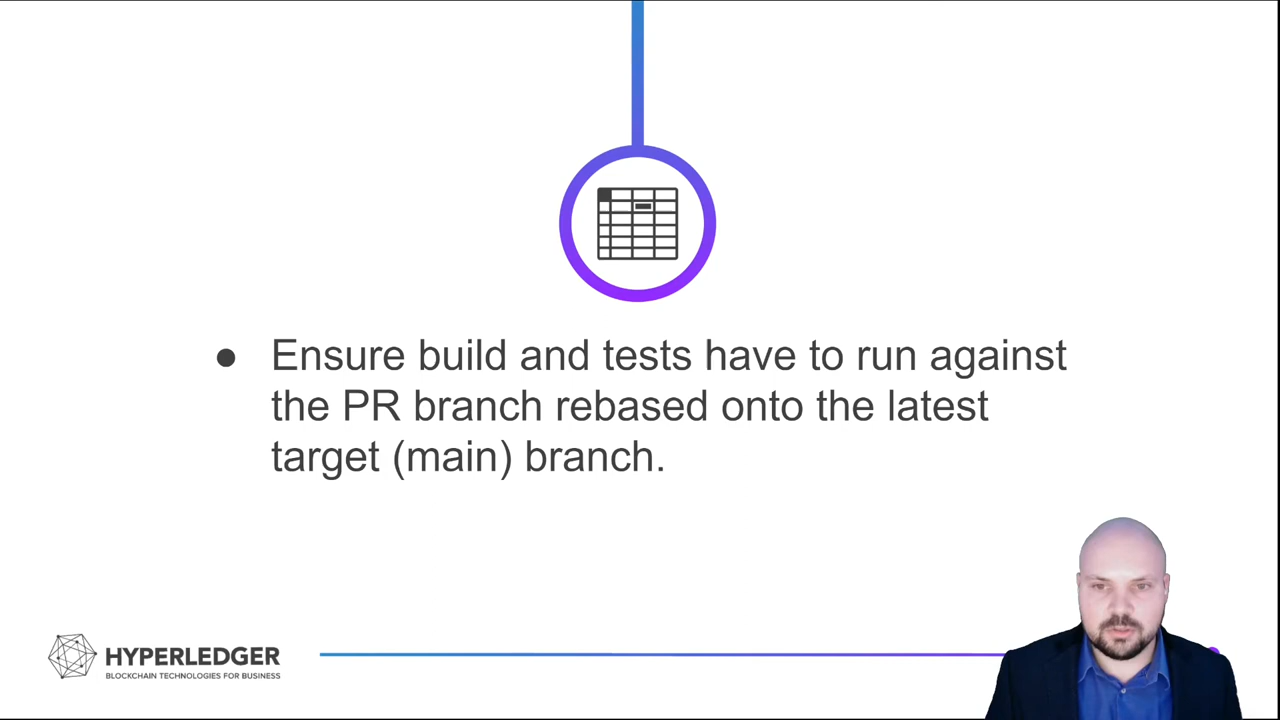 ● Ensure build and tests have to run against
the PR branch rebased onto the latest
target (main) branch.
HYPERLEDGER
BLOCKCHAIN TECHNOLOGIES FOR BUSINESS